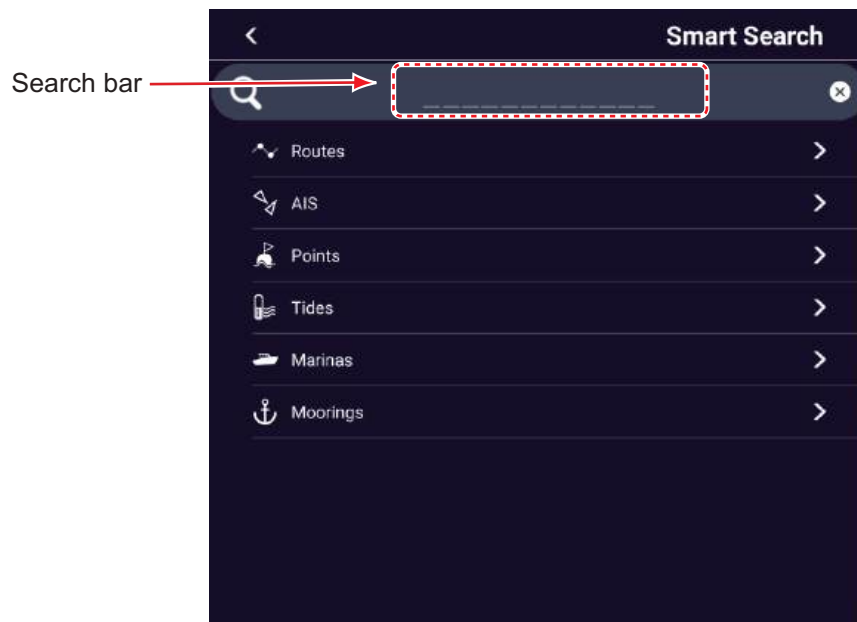 Smart Search
Search bar
Routes
AIS
Points
Tides
Marinas
Moorings